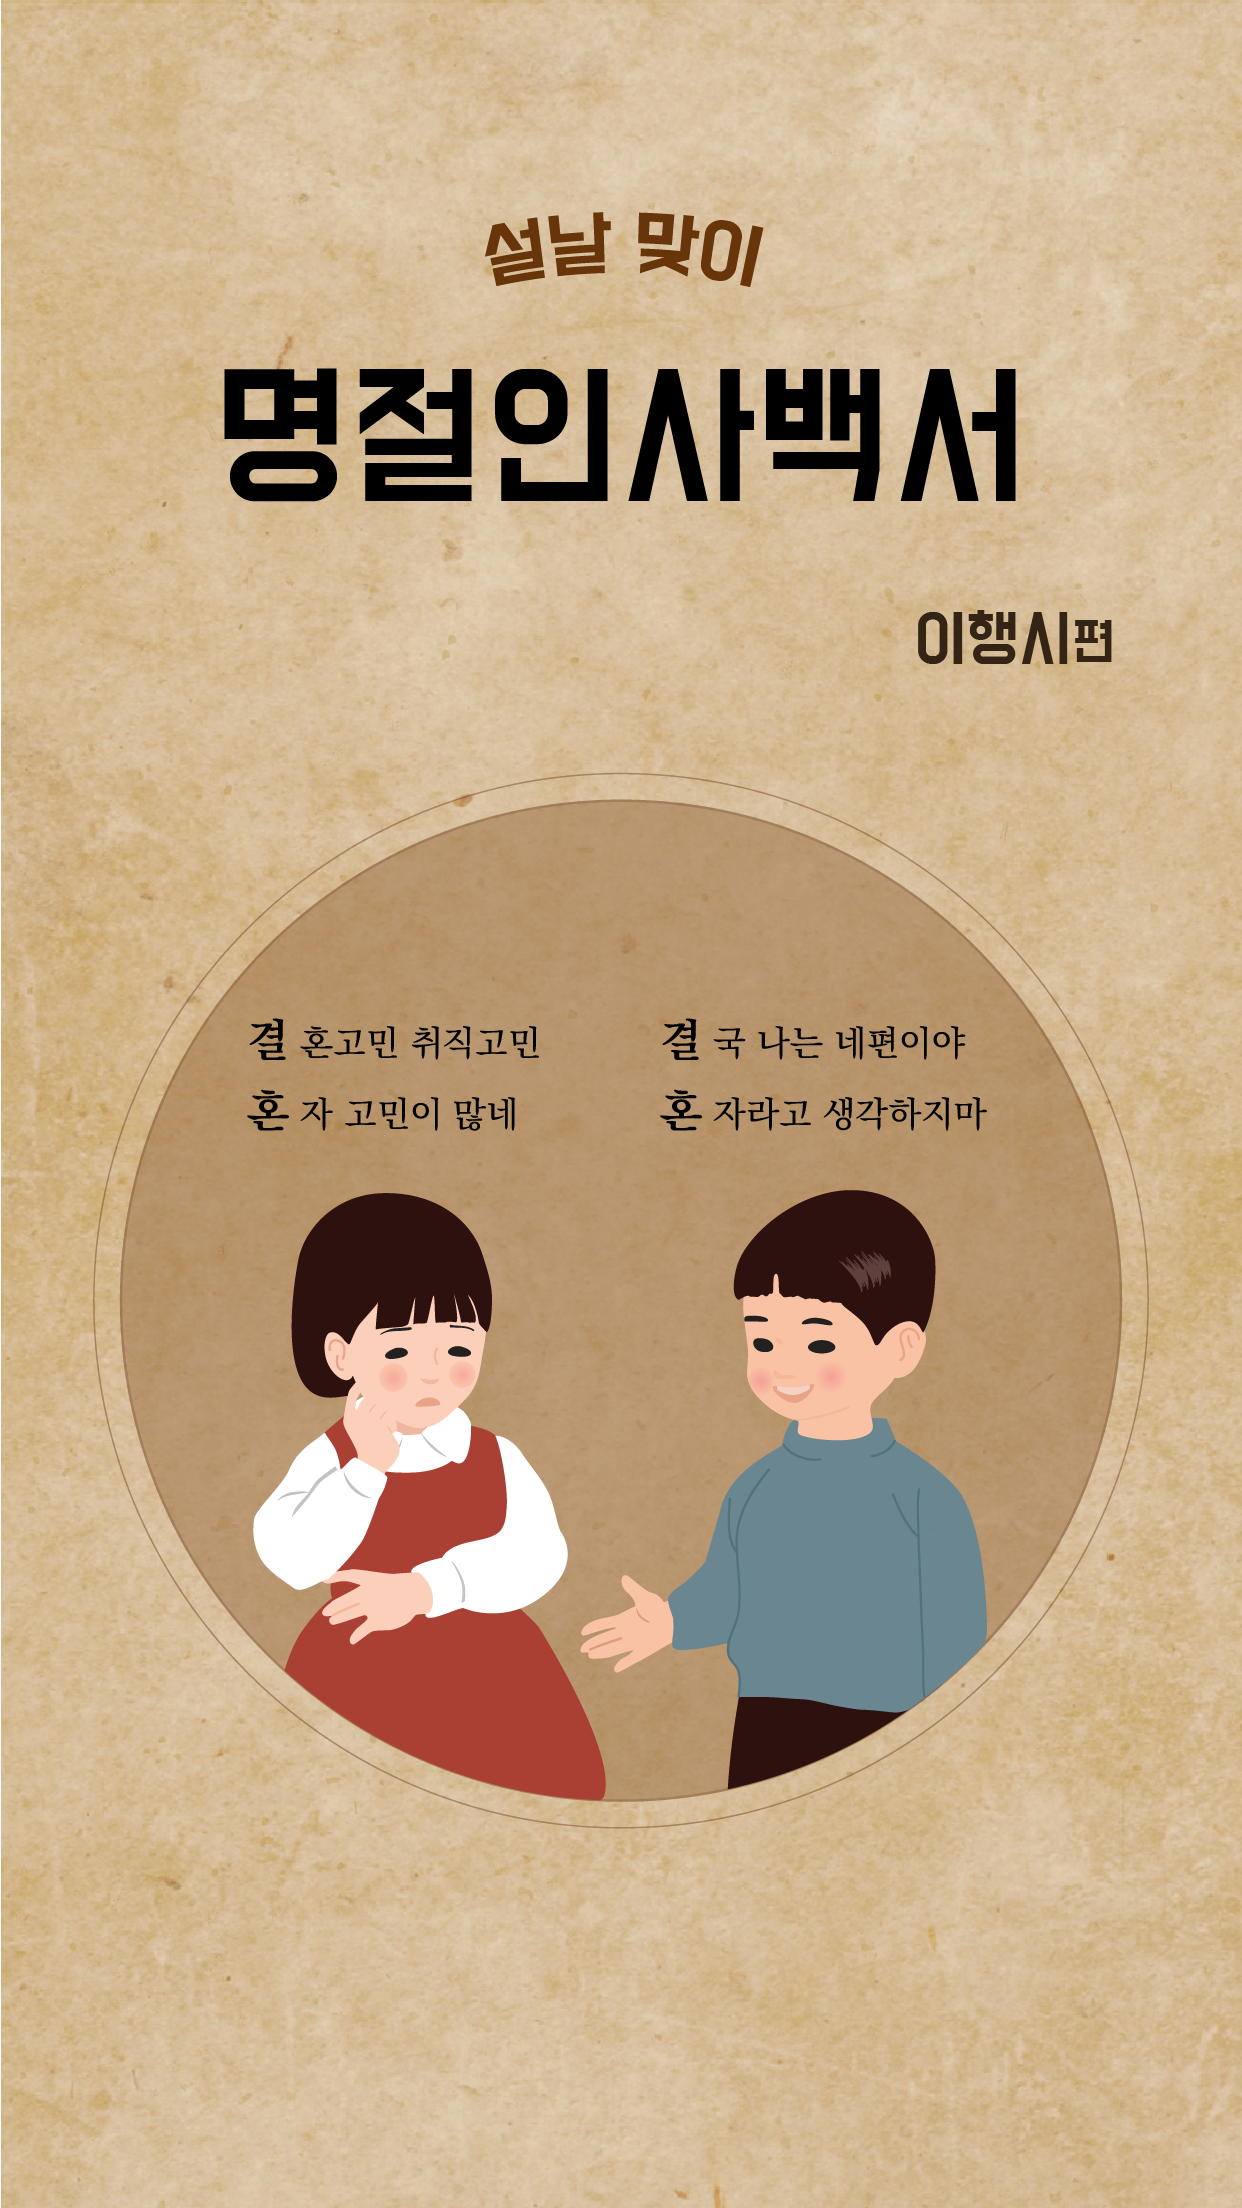 설날 맞이
명절인사백서
이행시편
결 혼고민 취직고민
혼 자 고민이 많네
결 국 나는 네편이야
혼 자라고 생각하지마